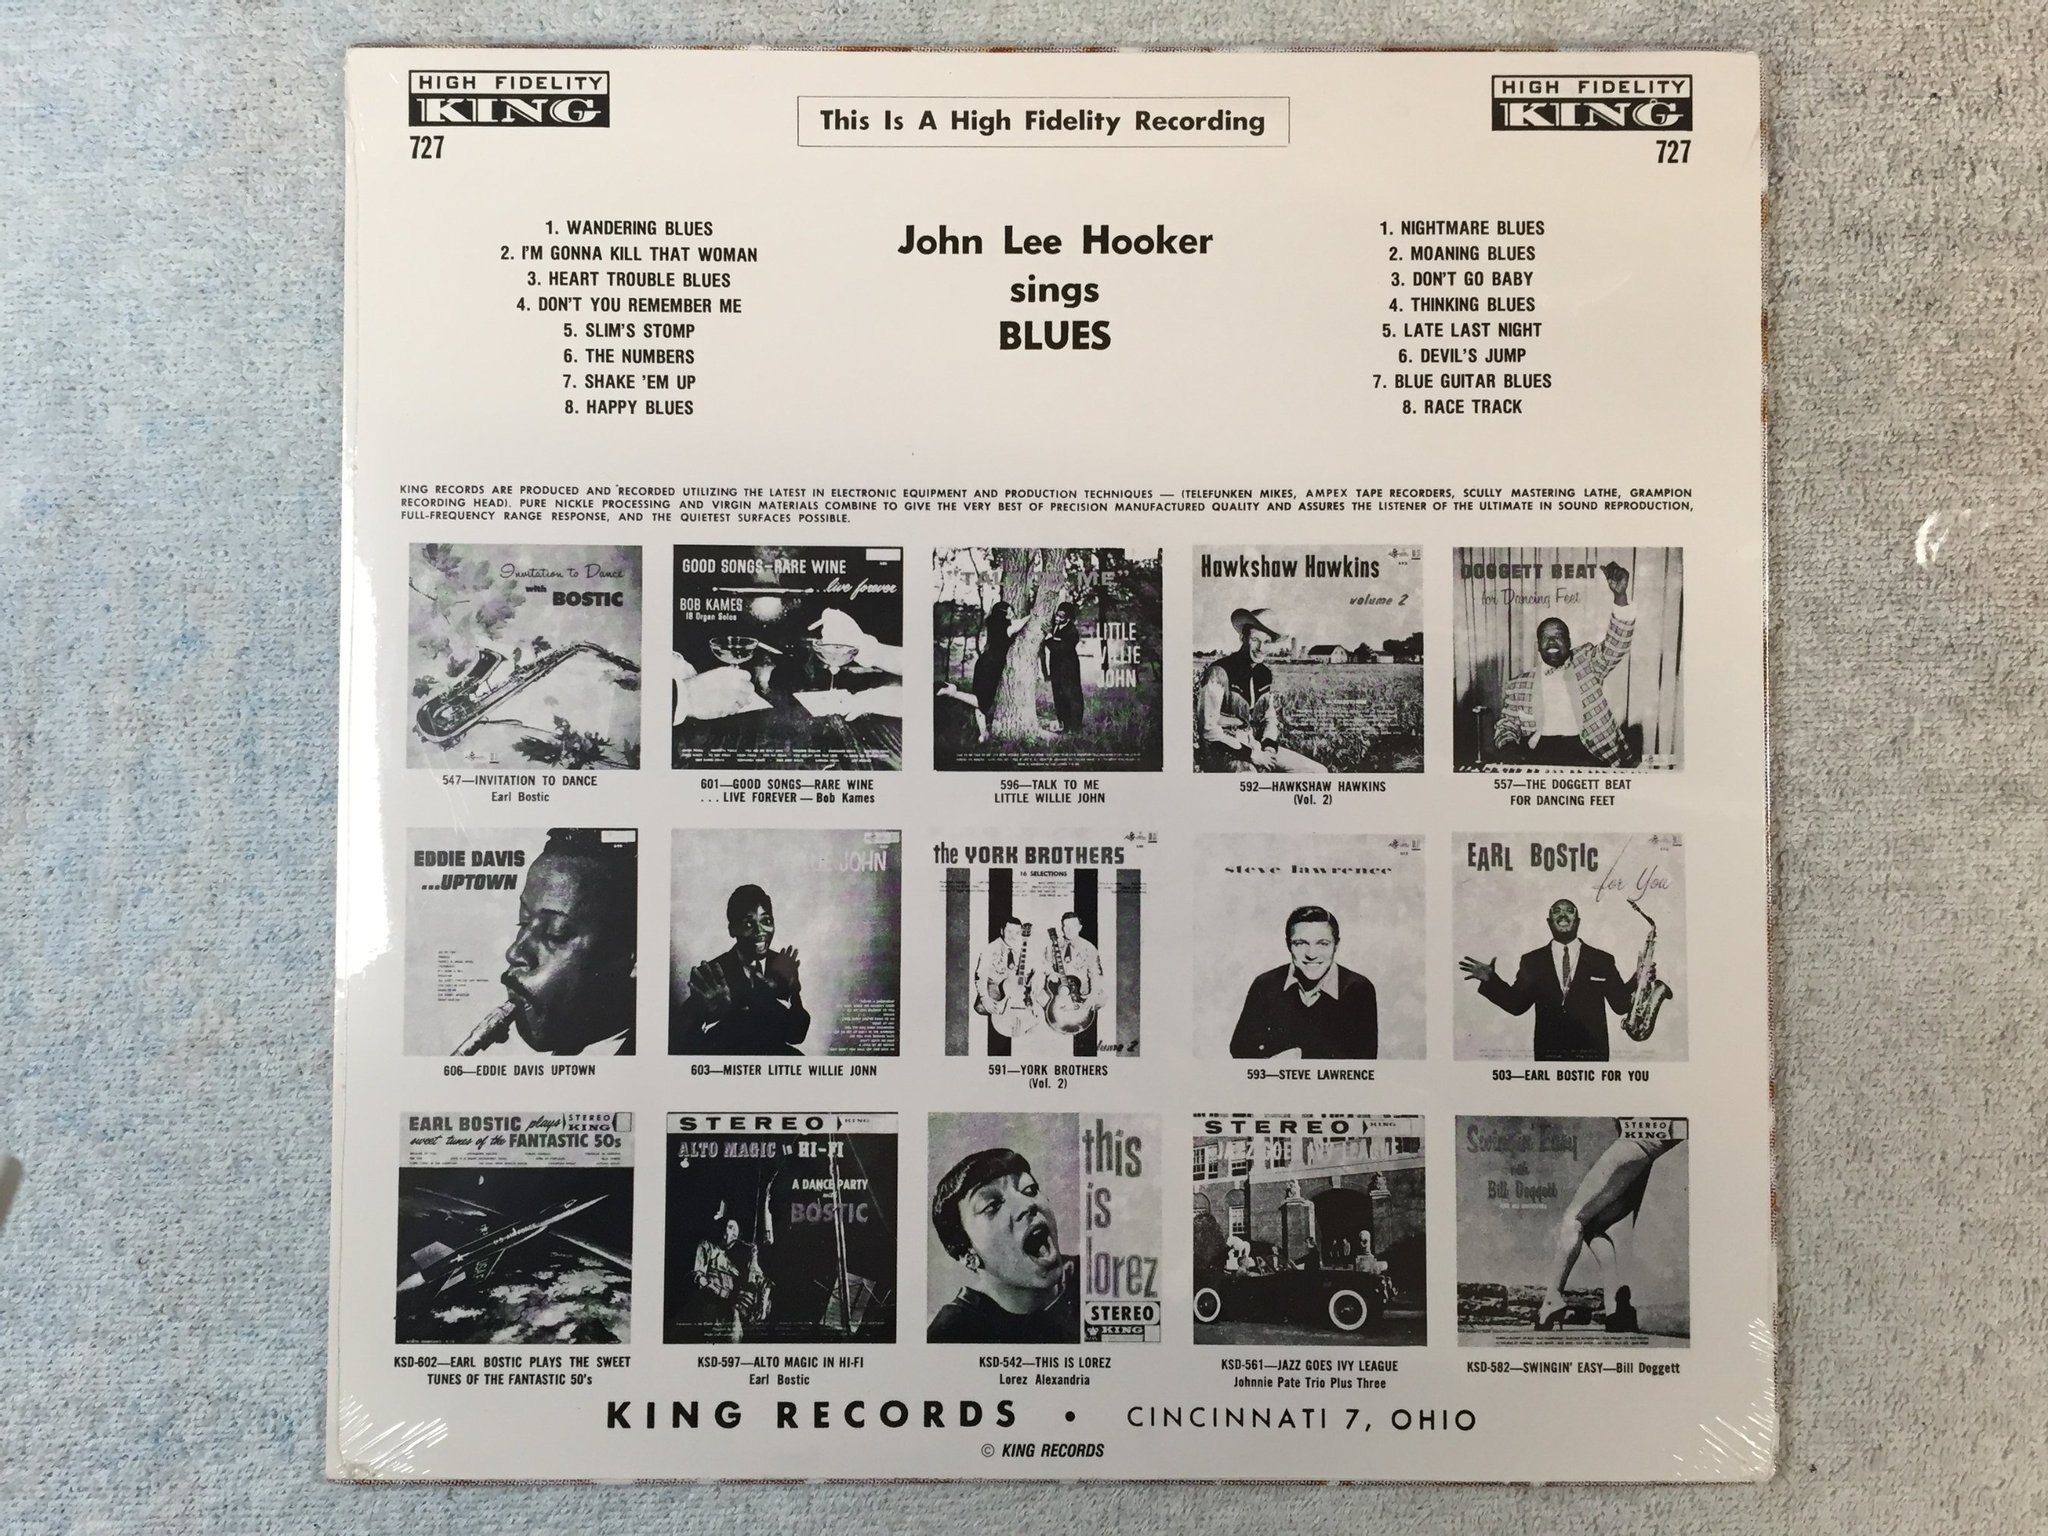 HIGH FIDELITY
KING
727
This Is A High Fidelity Recording
HIGH FIDELITY
KING
727
1. WANDERING BLUES
2. I'M GONNA KILL THAT WOMAN
3. HEART TROUBLE BLUES
4. DON'T YOU REMEMBER ME
5. SLIM'S STOMP
6. THE NUMBERS
7. SHAKE 'EM UP
8. HAPPY BLUES
John Lee Hooker
sings
BLUES
1. NIGHTMARE BLUES
2. MOANING BLUES
3. DON'T GO BABY
4. THINKING BLUES
5. LATE LAST NIGHT
6. DEVIL'S JUMP
7. BLUE GUITAR BLUES
8. RACE TRACK
KING RECORDS ARE PRODUCED AND RECORDED UTILIZING THE LATEST IN ELECTRONIC EQUIPMENT AND PRODUCTION TECHNIQUES — (TELEFUNKEN MIKES, AMPEX TAPE RECORDERS, SCULLY MASTERING LATHE, GRAMPION
RECORDING HEAD). PURE NICKLE PROCESSING AND VIRGIN MATERIALS COMBINE TO GIVE THE VERY BEST OF PRECISION MANUFACTURED QUALITY AND ASSURES THE LISTENER OF THE ULTIMATE IN SOUND REPRODUCTION,
FULL-FREQUENCY RANGE RESPONSE, AND THE QUIETEST SURFACES POSSIBLE.
Invitation to Dance
with BOSTIC
547—INVITATION TO DANCE
Earl Bostic
GOOD SONGS—RARE WINE
...live forever
BOB KAMES
18 Organ Solos
601—GOOD SONGS—RARE WINE
... LIVE FOREVER — Bob Kames
"TALK TO ME"
LITTLE
WILLIE
JOHN
596—TALK TO ME
LITTLE WILLIE JOHN
Hawkshaw Hawkins
volume 2
592—HAWKSHAW HAWKINS
(Vol. 2)
DOGGETT BEAT
for Dancing Feet
557—THE DOGGETT BEAT
FOR DANCING FEET
EDDIE DAVIS
...UPTOWN
606—EDDIE DAVIS UPTOWN
JOHN
603—MISTER LITTLE WILLIE JONN
the YORK BROTHERS
16 SELECTIONS
volume 2
591—YORK BROTHERS
(Vol. 2)
steve lawrence
593—STEVE LAWRENCE
EARL BOSTIC
for You
503—EARL BOSTIC FOR YOU
EARL BOSTIC plays
STEREO
KING
sweet tunes of the FANTASTIC 50s
KSD-602—EARL BOSTIC PLAYS THE SWEET
TUNES OF THE FANTASTIC 50's
STEREO KING
ALTO MAGIC in HI-FI
A DANCE PARTY
with
BOSTIC
KSD-597—ALTO MAGIC IN HI-FI
Earl Bostic
this
is
lorez
STEREO
KING
KSD-542—THIS IS LOREZ
Lorez Alexandria
STEREO KING
JAZZ GOES IVY LEAGUE
KSD-561—JAZZ GOES IVY LEAGUE
Johnnie Pate Trio Plus Three
STEREO
KING
Swingin' Easy
with
Bill Doggett
KSD-582—SWINGIN' EASY—Bill Doggett
KING RECORDS • CINCINNATI 7, OHIO
© KING RECORDS